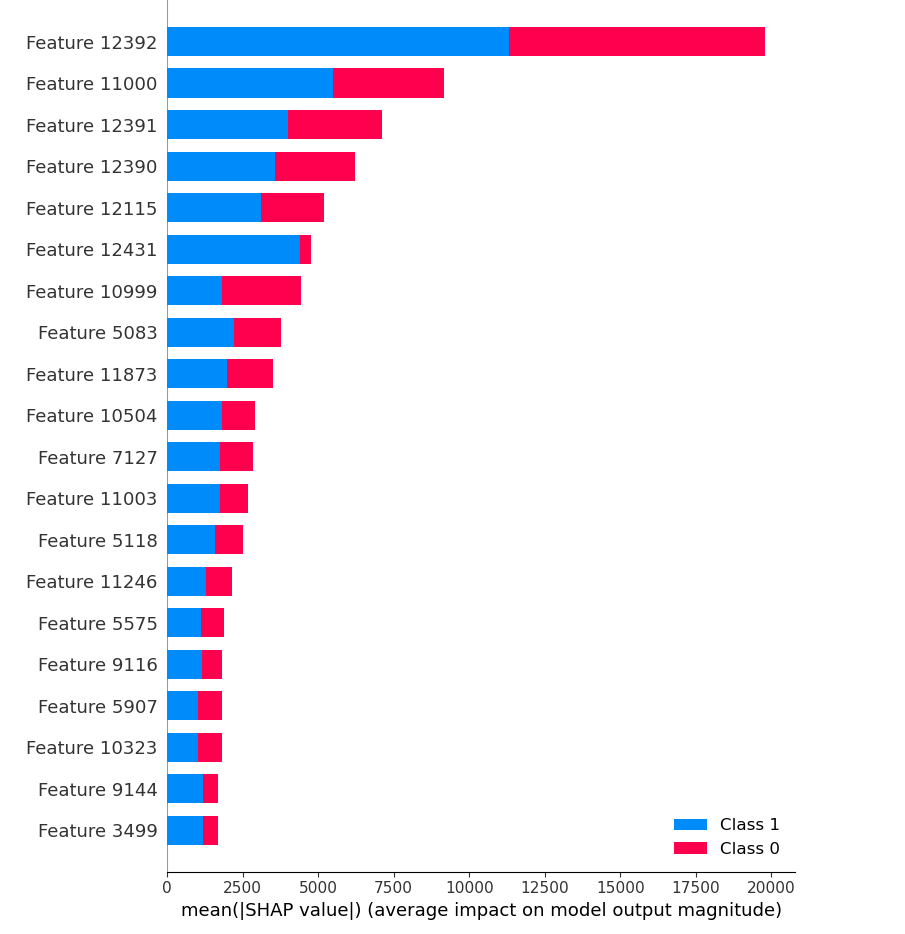 Feature 12392
Feature 11000
Feature 12391
Feature 12390
Feature 12115
Feature 12431
Feature 10999
Feature 5083
Feature 11873
Feature 10504
Feature 7127
Feature 11003
Feature 5118
Feature 11246
Feature 5575
Feature 9116
Feature 5907
Feature 10323
Feature 9144
Feature 3499
Class 1
Class 0
0 2500 5000 7500 10000 12500 15000 17500 20000
mean(|SHAP value|) (average impact on model output magnitude)